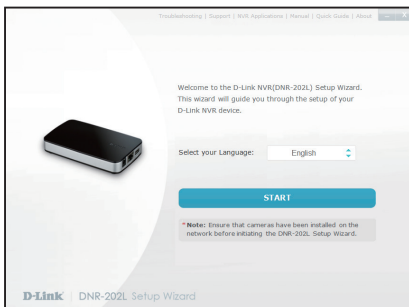 Troubleshooting | Support | NVR Applications | Manual | Quick Guide | About
Welcome to the D-Link NVR(DNR-202L) Setup Wizard.
This wizard will guide you through the setup of your
D-Link NVR device.
Select your Language: English
START
* Note: Ensure that cameras have been installed on the
network before initiating the DNR-202L Setup Wizard.
D-Link | DNR-202L Setup Wizard